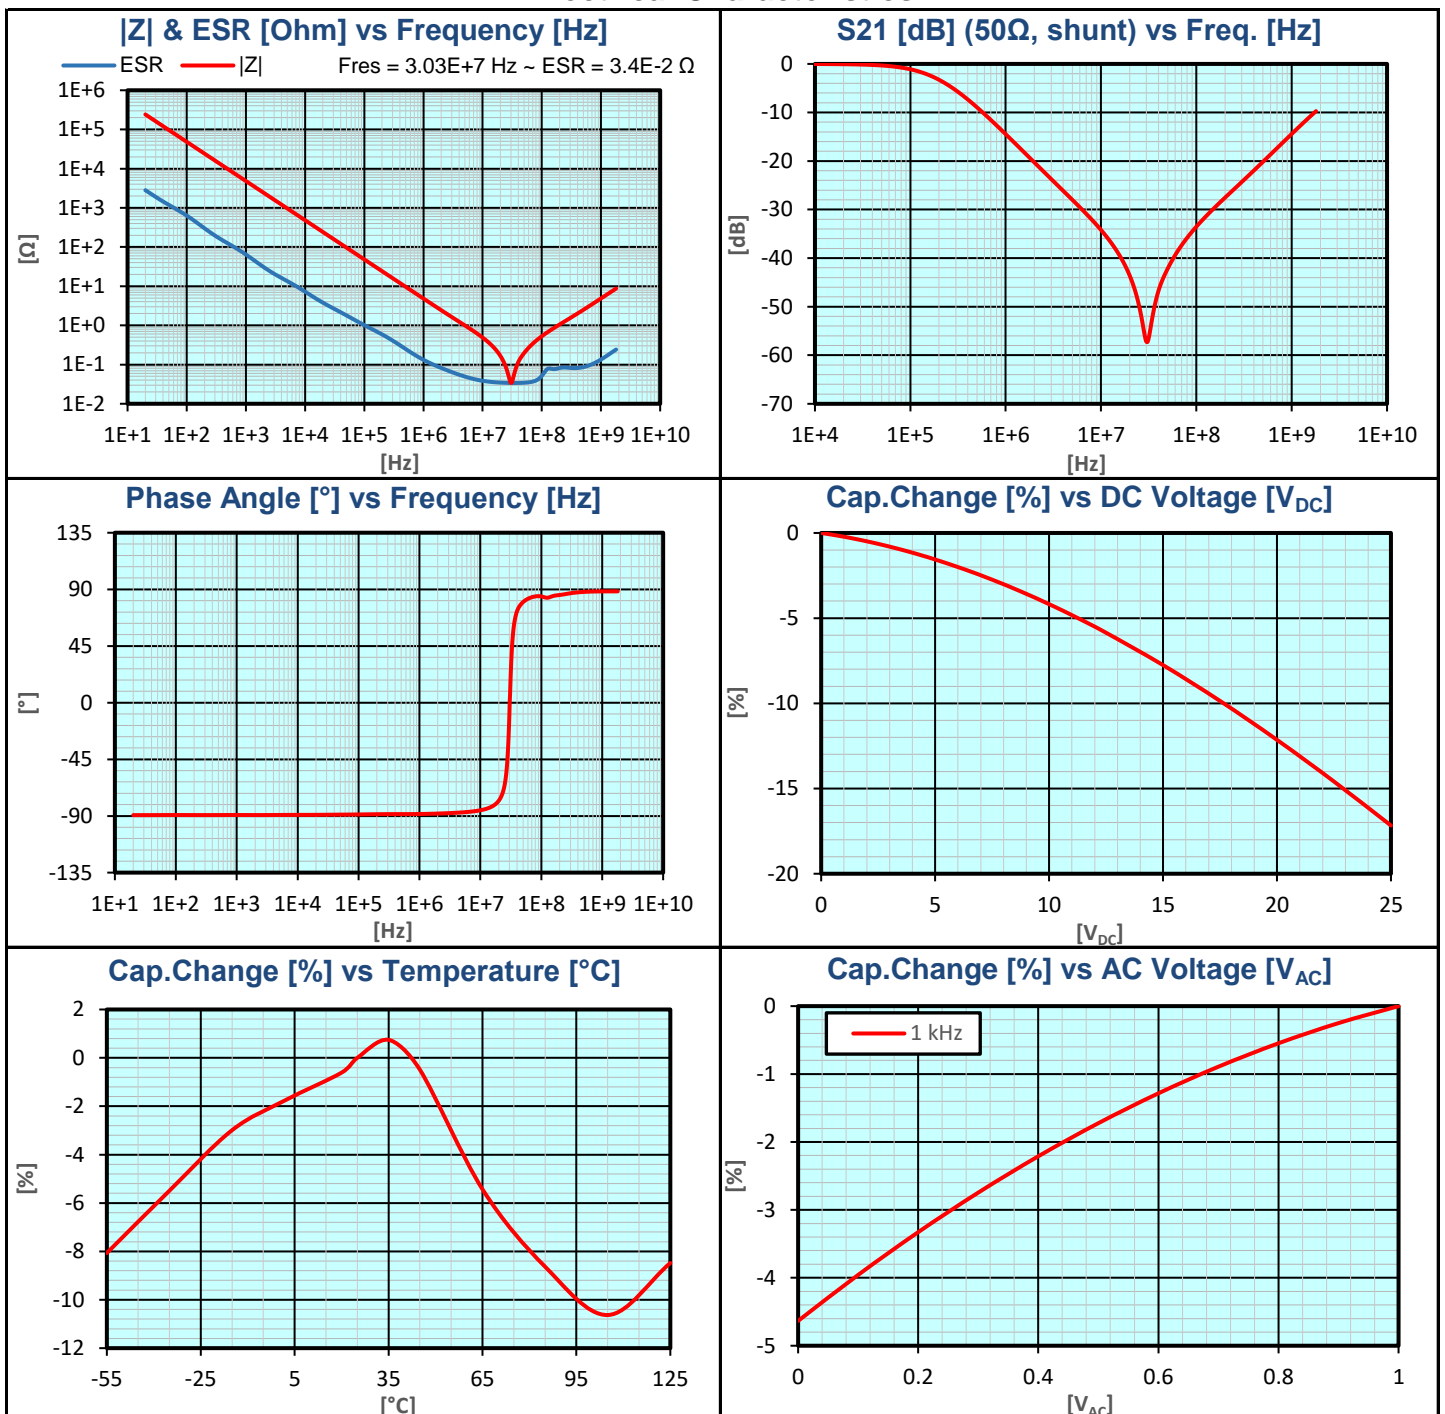 |Z| & ESR [Ohm] vs Frequency [Hz]
ESR |Z| Fres = 3.03E+7 Hz ~ ESR = 3.4E-2 Ω
1E+6
1E+5
1E+4
1E+3
1E+2
1E+1
1E+0
1E-1
1E-2
[Ω]
1E+1 1E+2 1E+3 1E+4 1E+5 1E+6 1E+7 1E+8 1E+9 1E+10
[Hz]
S21 [dB] (50Ω, shunt) vs Freq. [Hz]
0
-10
-20
-30
-40
-50
-60
-70
[dB]
1E+4 1E+5 1E+6 1E+7 1E+8 1E+9 1E+10
[Hz]
Phase Angle [°] vs Frequency [Hz]
135
90
45
0
-45
-90
-135
[°]
1E+1 1E+2 1E+3 1E+4 1E+5 1E+6 1E+7 1E+8 1E+9 1E+10
[Hz]
Cap.Change [%] vs DC Voltage [VDC]
0
-5
-10
-15
-20
[%]
0 5 10 15 20 25
[VDC]
Cap.Change [%] vs Temperature [°C]
2
0
-2
-4
-6
-8
-10
-12
[%]
-55 -25 5 35 65 95 125
[°C]
Cap.Change [%] vs AC Voltage [VAC]
1 kHz
0
-1
-2
-3
-4
-5
[%]
0 0.2 0.4 0.6 0.8 1
[VAC]